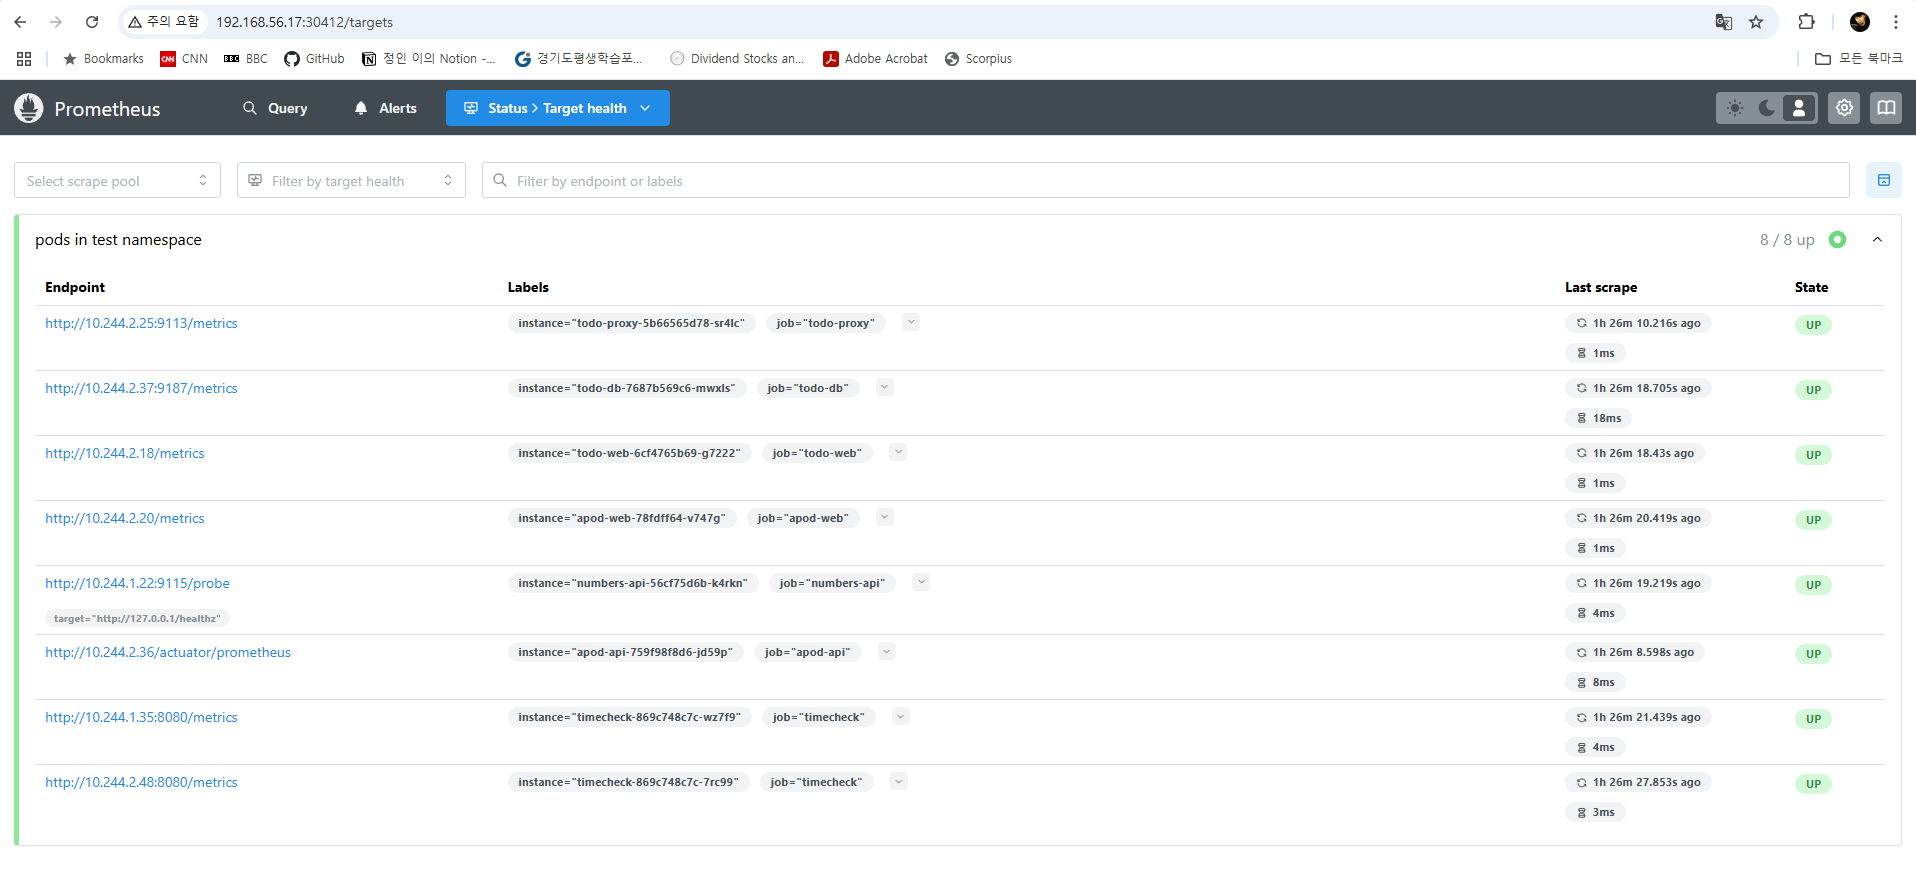 주의 요함 192.168.56.17:30412/targets
Bookmarks CNN BBC GitHub 정인 이의 Notion -... 경기도평생학습포... Dividend Stocks an... Adobe Acrobat Scorpius 모든 북마크
Prometheus Query Alerts Status > Target health
Select scrape pool Filter by target health Filter by endpoint or labels
pods in test namespace 8 / 8 up
Endpoint Labels Last scrape State
http://10.244.2.25:9113/metrics instance="todo-proxy-5b66565d78-sr4lc" job="todo-proxy" 1h 26m 10.216s ago UP
1ms
http://10.244.2.37:9187/metrics instance="todo-db-7687b569c6-mwxls" job="todo-db" 1h 26m 18.705s ago UP
18ms
http://10.244.2.18/metrics instance="todo-web-6cf4765b69-g7222" job="todo-web" 1h 26m 18.43s ago UP
1ms
http://10.244.2.20/metrics instance="apod-web-78fdff64-v747g" job="apod-web" 1h 26m 20.419s ago UP
1ms
http://10.244.1.22:9115/probe instance="numbers-api-56cf75d6b-k4rkn" job="numbers-api" 1h 26m 19.219s ago UP
target="http://127.0.0.1/healthz" 4ms
http://10.244.2.36/actuator/prometheus instance="apod-api-759f98f8d6-jd59p" job="apod-api" 1h 26m 8.598s ago UP
8ms
http://10.244.1.35:8080/metrics instance="timecheck-869c748c7c-wz7f9" job="timecheck" 1h 26m 21.439s ago UP
4ms
http://10.244.2.48:8080/metrics instance="timecheck-869c748c7c-7rc99" job="timecheck" 1h 26m 27.853s ago UP
3ms